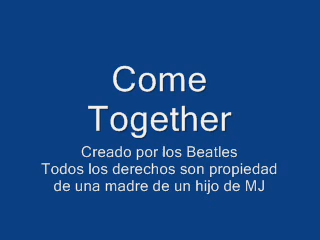 Come
Together
Creado por los Beatles
Todos los derechos son propiedad
de una madre de un hijo de MJ